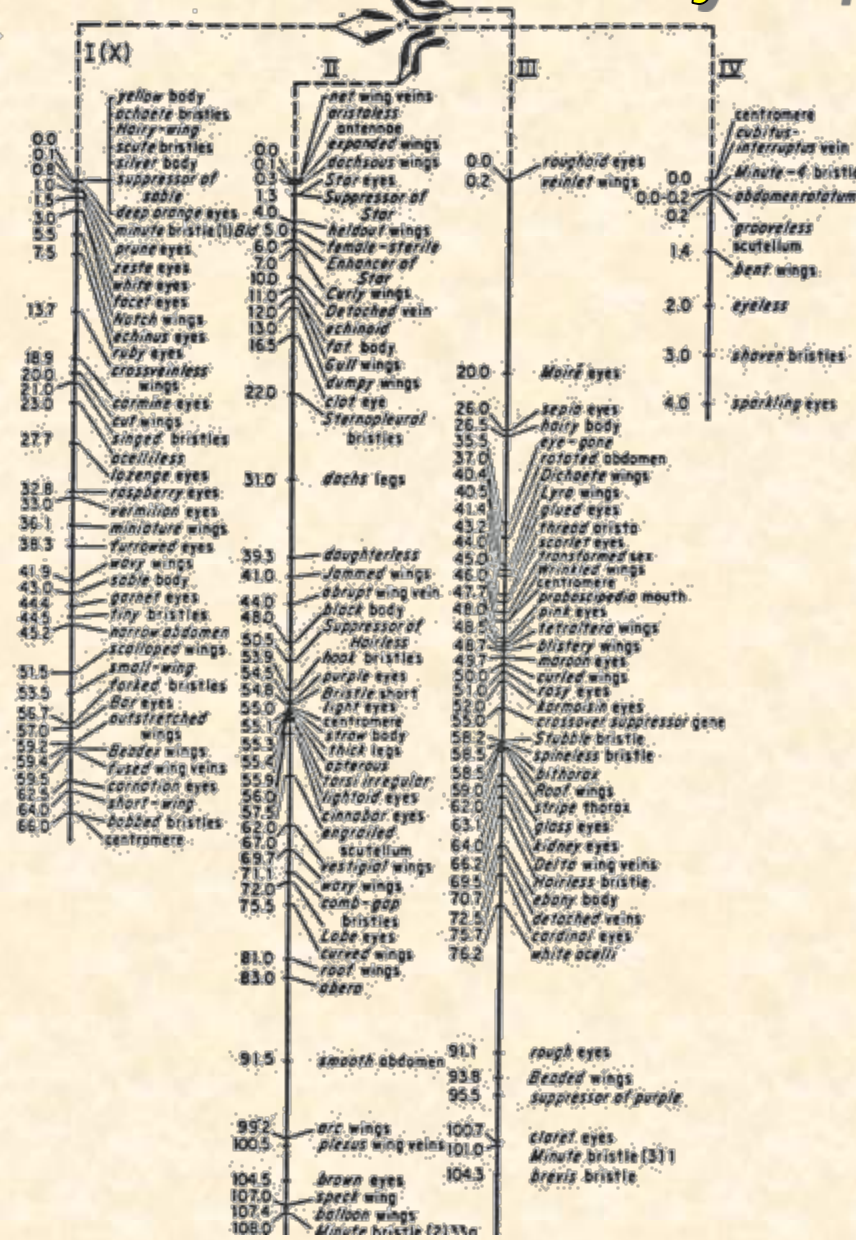 I(X)
yellow body
achaete bristles
Hairy-wing
scute bristles
silver body
suppressor of
sable
deep orange eyes
minute bristle(1)Bld
prune eyes
zeste eyes
white eyes
facet eyes
Notch wings
echinus eyes
ruby eyes
crossveinless
wings
carmine eyes
cut wings
singed bristles
ocelliless
lozenge eyes
raspberry eyes
vermilion eyes
miniature wings
furrowed eyes
wavy wings
sable body
garnet eyes
tiny bristles
narrow abdomen
scalloped wings
small-wing
forked bristles
Bar eyes
outstretched
wings
Beadex wings
fused wing veins
carnation eyes
short-wing
bobbed bristles
centromere
0.0
0.1
0.8
1.0
1.5
3.0
5.5
7.5
13.7
18.9
20.0
21.0
23.0
27.7
32.8
33.0
36.1
38.3
41.9
43.0
44.4
44.5
45.2
51.5
53.5
56.7
57.0
59.2
59.4
59.5
62.5
64.0
66.0
II
net wing veins
aristaless
antennae
expanded wings
dachsous wings
Star eyes
Suppressor of
Star
heldout wings
female-sterile
Enhancer of
Star
Curly wings
Detached vein
echinoid
fat body
Gull wings
dumpy wings
clot eye
Sternopleural
bristles
dachs legs
daughterless
Jammed wings
abrupt wing vein
black body
Suppressor of
Hairless
hook bristles
purple eyes
Bristle short
light eyes
centromere
straw body
thick legs
apterous
tarsi irregular
lightoid eyes
cinnabar eyes
engrailed
scutellum
vestigial wings
waxy wings
comb-gap
bristles
Lobe eyes
curved wings
roof wings
abero
smooth abdomen
arc wings
plexus wing veins
brown eyes
speck wing
balloon wings
Minute bristle (2)33a
0.0
0.1
0.3
1.3
4.0
5.0
6.0
7.0
10.0
11.0
12.0
13.0
16.5
22.0
31.0
39.3
41.0
44.0
48.0
50.5
53.9
54.5
54.8
55.0
55.1
55.3
55.4
55.9
56.0
57.5
62.0
67.0
69.7
71.1
72.0
75.5
81.0
83.0
91.5
99.2
100.5
104.5
107.0
107.4
108.0
III
roughoid eyes
veinlet wings
Moiré eyes
sepia eyes
hairy body
eye-gone
rotated abdomen
Dichaete wings
Lyra wings
glued eyes
thread arista
scarlet eyes
transformed sex
Wrinkled wings
centromere
proboscipedia mouth
pink eyes
tetraltera wings
blistery wings
maroon eyes
curled wings
rosy eyes
karmoisin eyes
crossover suppressor gene
Stubble bristle
spineless bristle
bithorax
Roof wings
stripe thorax
glass eyes
kidney eyes
Delta wing veins
Hairless bristle
ebony body
detached veins
cardinal eyes
white ocelli
rough eyes
Beaded wings
suppressor of purple
claret eyes
Minute bristle (3) 1
brevis bristle
0.0
0.2
20.0
26.0
26.5
35.5
37.0
40.4
40.5
41.4
43.2
44.0
45.0
46.0
47.7
48.0
48.5
48.7
49.7
50.0
51.0
52.0
55.0
58.2
58.5
58.5
59.0
62.0
63.1
64.0
66.2
69.5
70.7
72.5
75.7
76.2
91.1
93.8
95.5
100.7
101.0
104.3
IV
centromere
cubitus-
interruptus vein
Minute-4 bristle
abdomen rotatum
grooveless
scutellum
bent wings
eyeless
shaven bristles
sparkling eyes
0.0
0.0-0.2
0.2
1.4
2.0
3.0
4.0